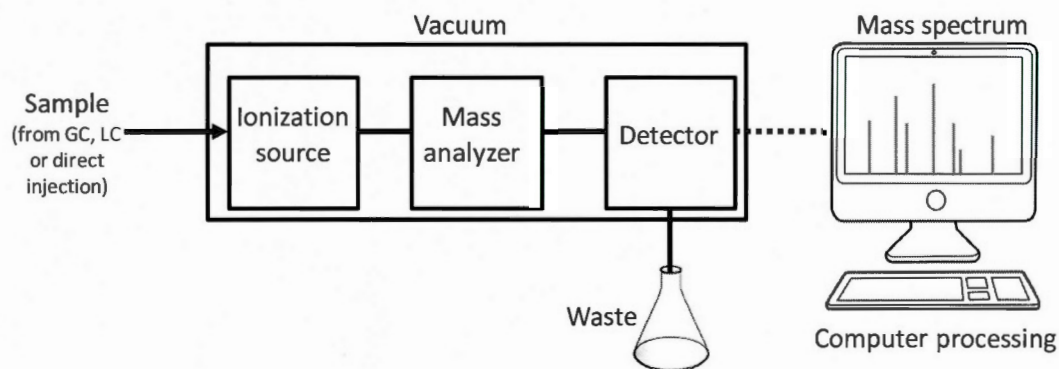 Vacuum
Mass spectrum
Sample
(from GC, LC
or direct
injection)
Ionization
source
Mass
analyzer
Detector
Waste
Computer processing